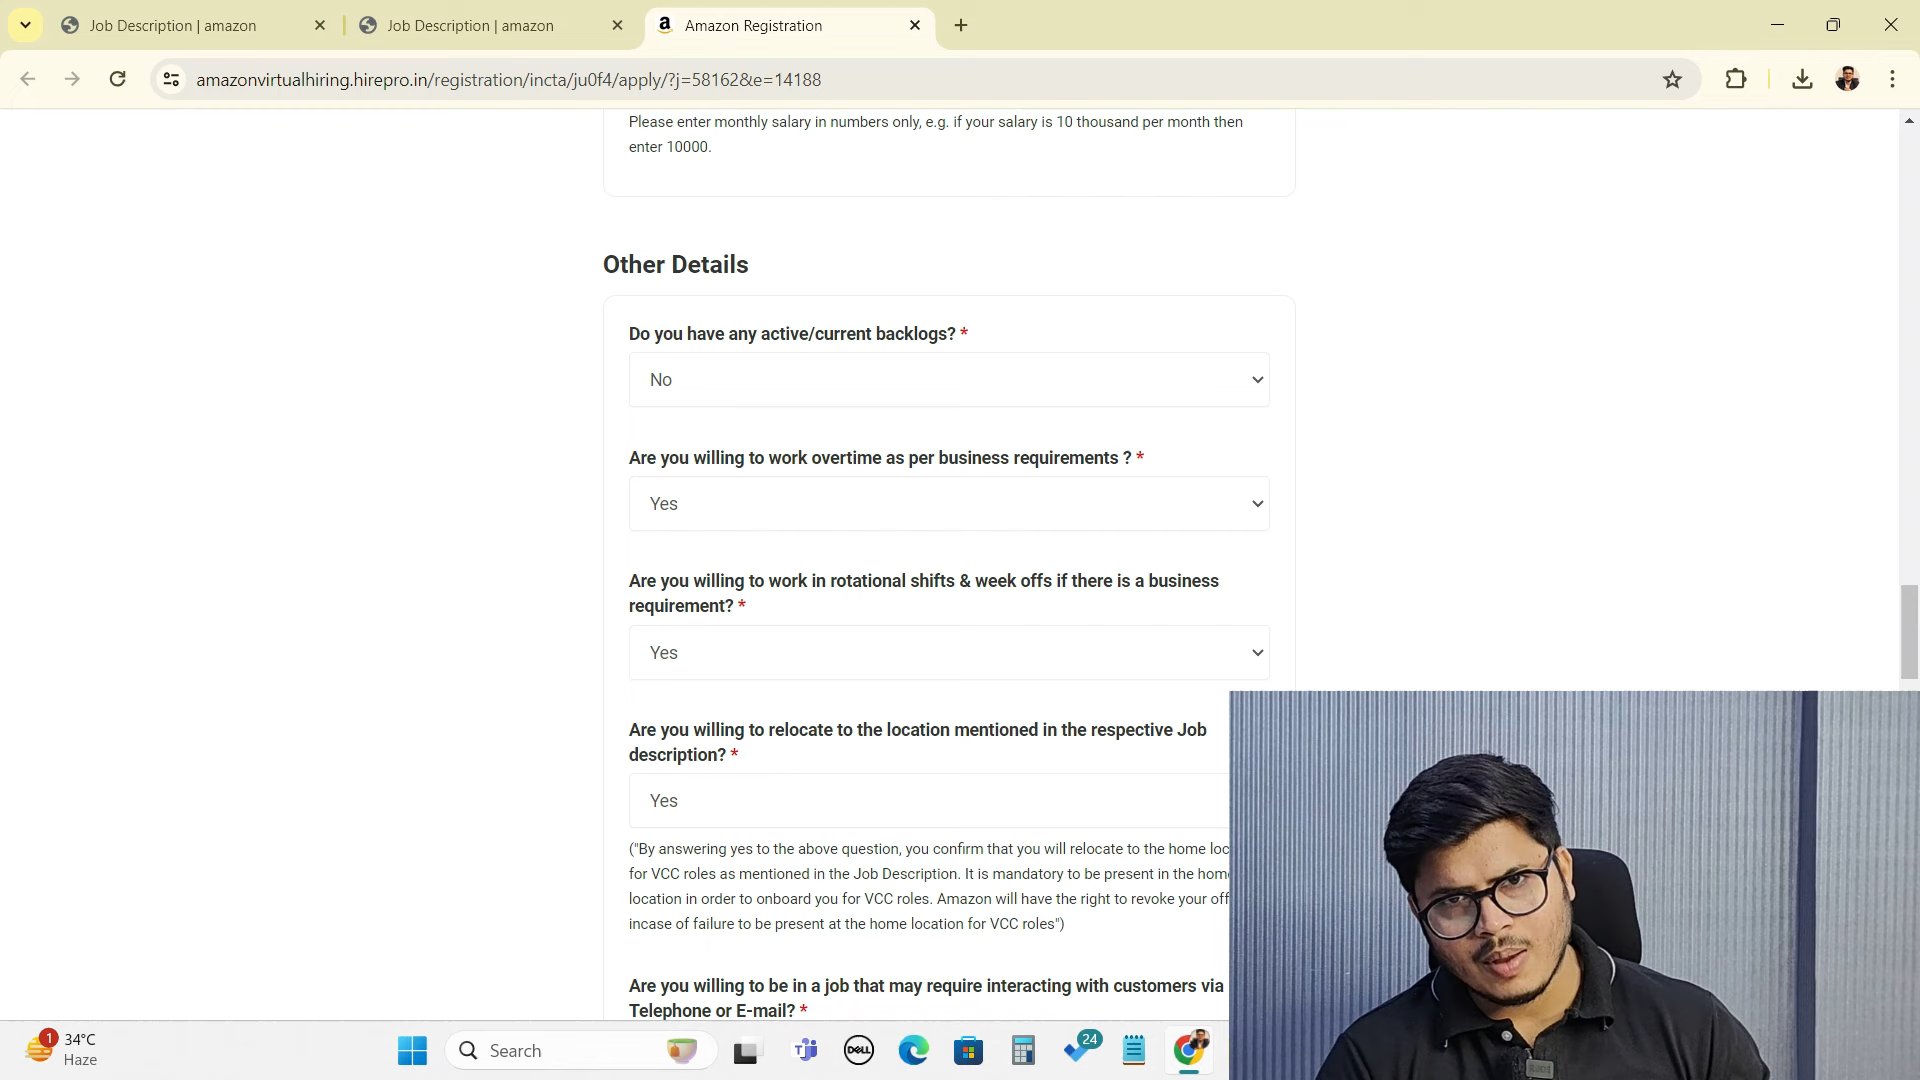 Job Description | amazon
Job Description | amazon
Amazon Registration
amazonvirtualhiring.hirepro.in/registration/incta/ju0f4/apply/?j=58162&e=14188
Please enter monthly salary in numbers only, e.g. if your salary is 10 thousand per month then
enter 10000.
Other Details
Do you have any active/current backlogs? *
No
Are you willing to work overtime as per business requirements ? *
Yes
Are you willing to work in rotational shifts & week offs if there is a business
requirement? *
Yes
Are you willing to relocate to the location mentioned in the respective Job
description? *
Yes
("By answering yes to the above question, you confirm that you will relocate to the home loc
for VCC roles as mentioned in the Job Description. It is mandatory to be present in the hom
location in order to onboard you for VCC roles. Amazon will have the right to revoke your off
incase of failure to be present at the home location for VCC roles")
Are you willing to be in a job that may require interacting with customers via
Telephone or E-mail? *
1
34°C
Haze
Search
DELL
24
RODE